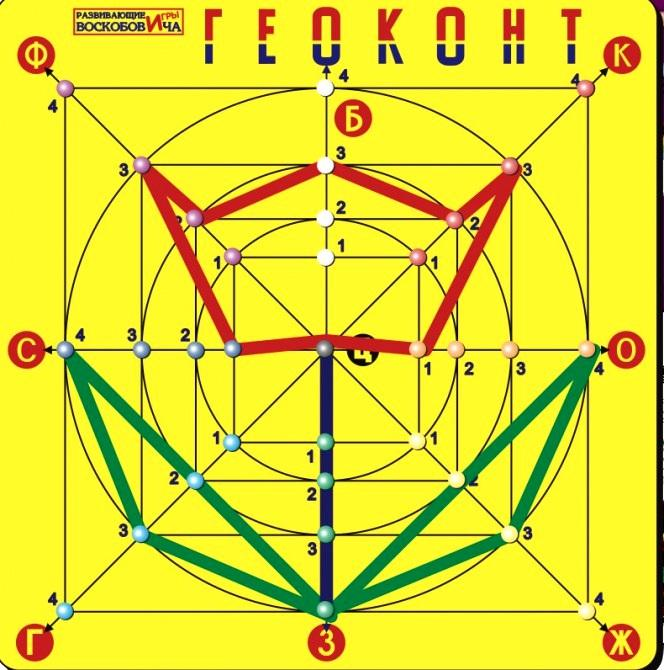 РАЗВИВАЮЩИЕ ИГРЫ
ВОСКОБОВИЧА
ГЕОКОНТ
Ф К
4 4 4
Б
3 3 3
2 2 2
1 1 1
С 4 3 2 Ц О
1 2 3 4
1 1 1
2 2 2
3 3 3
4 4
Г З Ж